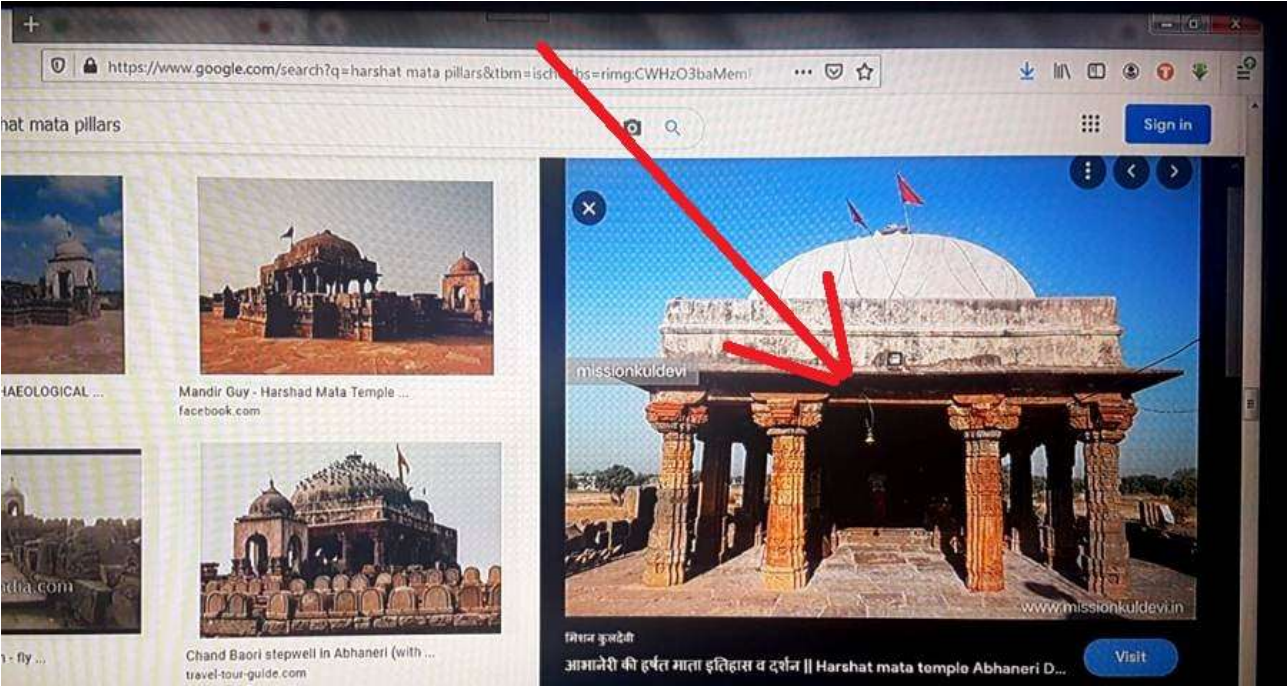 https://www.google.com/search?q=harshat mata pillars&tbm=isch
bs=rimg:CWHzO3baMem
hat mata pillars
Sign in
missionkuldevi
HAEOLOGICAL ...
Mandir Guy - Harshad Mata Temple ...
facebook.com
dia.com
www.missionkuldevi.in
n - fly ...
Chand Baori stepwell in Abhaneri (with ...
travel-tour-guide.com
मिशन कुलदेवी
आभानेरी की हर्षत माता इतिहास व दर्शन || Harshat mata temple Abhaneri D...
Visit